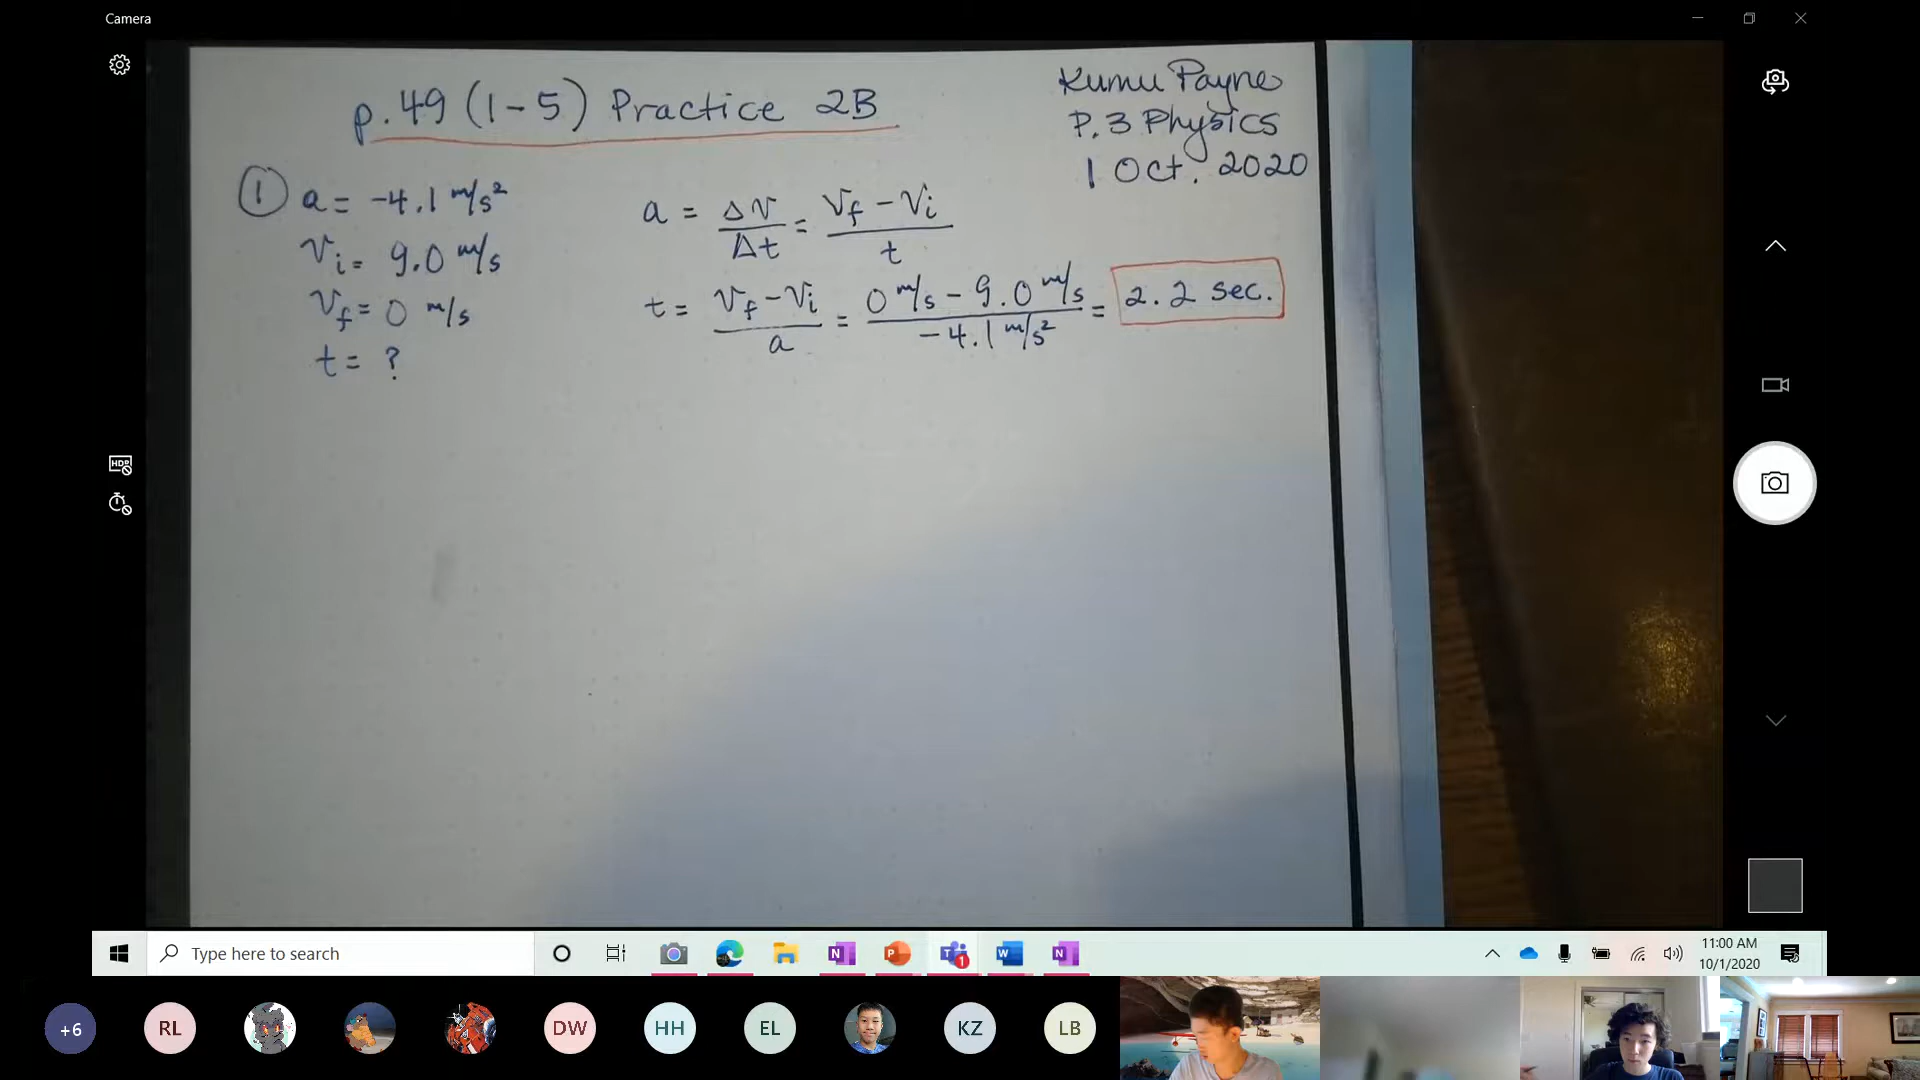 Camera
p.49 (1-5) Practice 2B
Kumu Payne
P.3 Physics
1 Oct. 2020
① a = -4.1 m/s²
Vi = 9.0 m/s
Vf = 0 m/s
t = ?
a = ΔV/Δt = Vf - Vi/t
t = Vf - Vi/a = 0 m/s - 9.0 m/s/-4.1 m/s² = 2.2 sec.
HDR
Type here to search
N
P
1
W
N
11:00 AM
10/1/2020
+6
RL
DW
HH
EL
KZ
LB